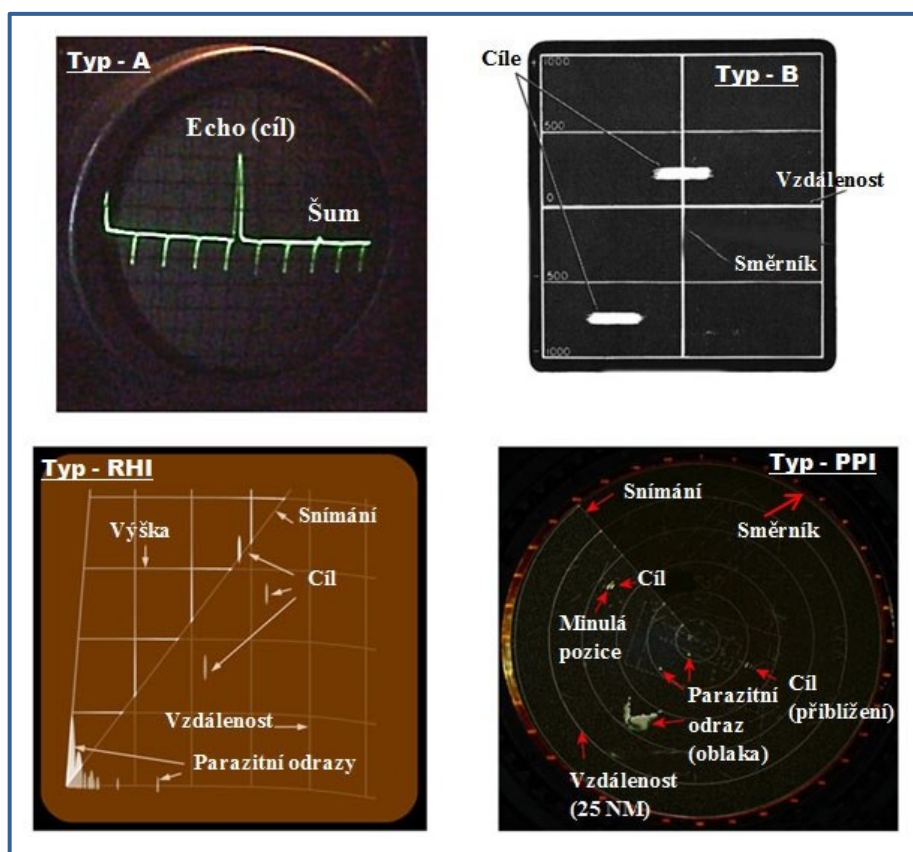 Typ - A
Echo (cíl)
Šum
Typ - B
Cíle
1000
500
Vzdálenost
0
Směrník
500
1000
Typ - RHI
Snímání
Výška
Cíl
Vzdálenost
Parazitní odrazy
Typ - PPI
Snímání
Směrník
Cíl
Minulá
pozice
Parazitní
odraz
(oblaka)
Cíl
(přiblížení)
Vzdálenost
(25 NM)